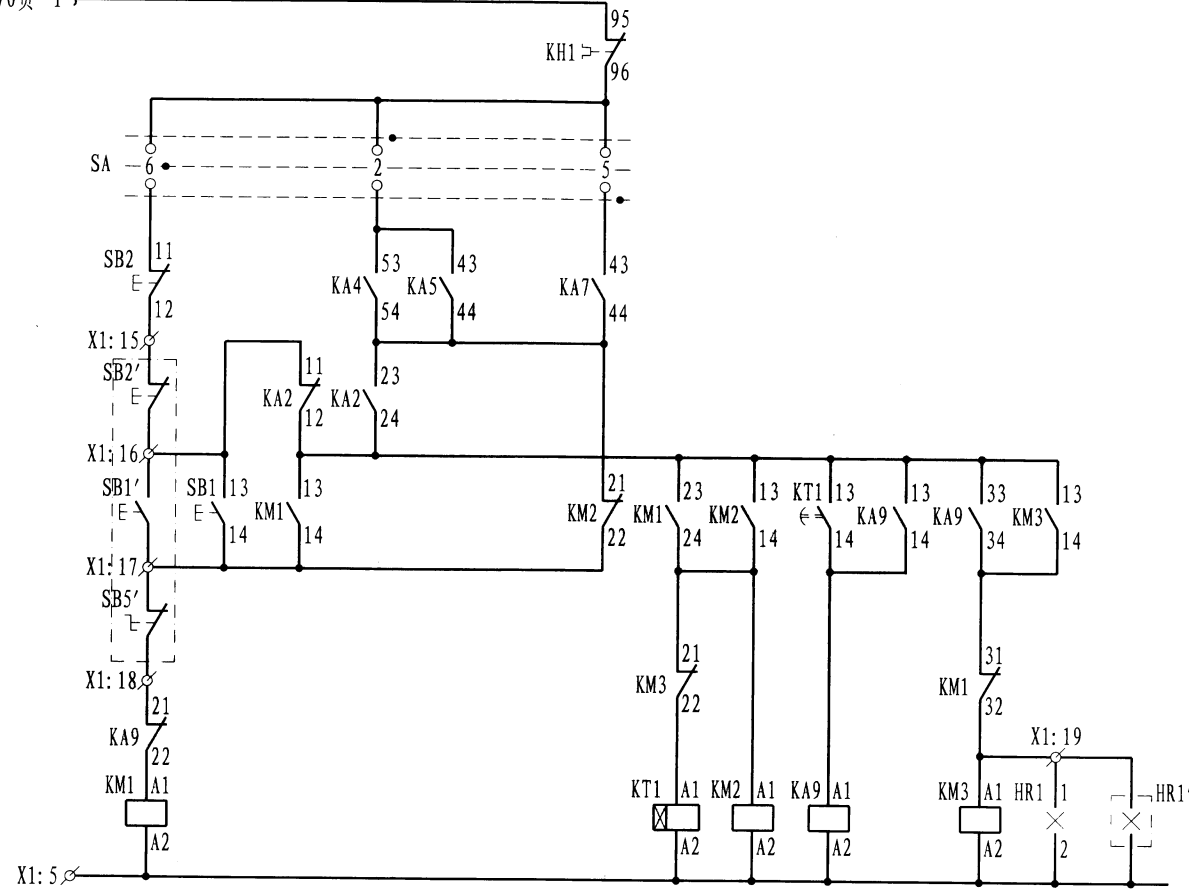 95
KH1
96
SA 6 2 5
SB2 11 53 43 43
KA4 KA5 KA7
12 54 44 44
X1:15
SB2' 11 23
KA2 KA2
12 24
X1:16
SB1' SB1 13 13 21 23 13 KT1 13 13 33 13
KM1 KM2 KM1 KM2 KA9 KA9 KM3
14 14 22 24 14 14 14 34 14
X1:17
SB5'
21 31
KM3 KM1
X1:18 22 32
21
KA9 X1:19
22
KM1 A1 KT1 A1 KM2 A1 KA9 A1 KM3 A1 HR1 1 HR1'
A2 A2 A2 A2 A2 2
X1:5